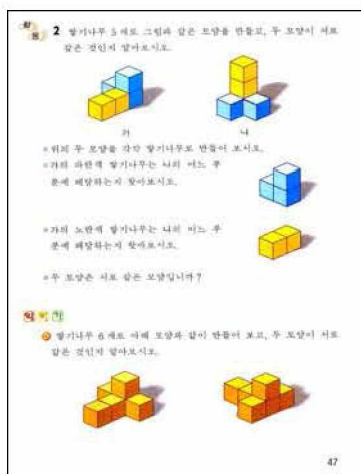 활동
2 쌓기나무 5개로 그림과 같은 모양을 만들고, 두 모양이 서로
같은 것인지 알아보시오.
가
나
위의 두 모양을 각각 쌓기나무로 만들어 보시오.
가의 파란색 쌓기나무는 나의 어느 부
분에 해당하는지 찾아보시오.
가의 노란색 쌓기나무는 나의 어느 부
분에 해당하는지 찾아보시오.
두 모양은 서로 같은 모양입니까?
익히기
쌓기나무 6개로 아래 모양과 같이 만들어 보고, 두 모양이 서로
같은 것인지 알아보시오.
47